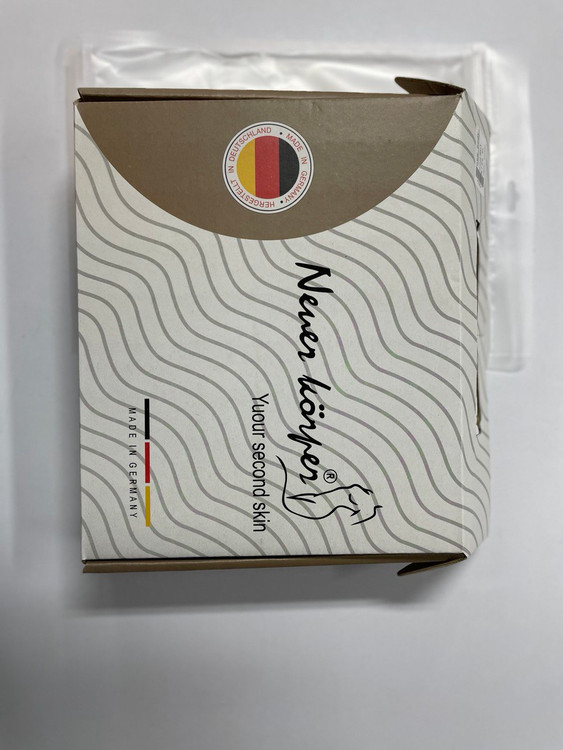 HERGESTELLT IN DEUTSCHLAND • MADE IN GERMANY •
Neuer körper®
Yuour second skin
MADE IN GERMANY